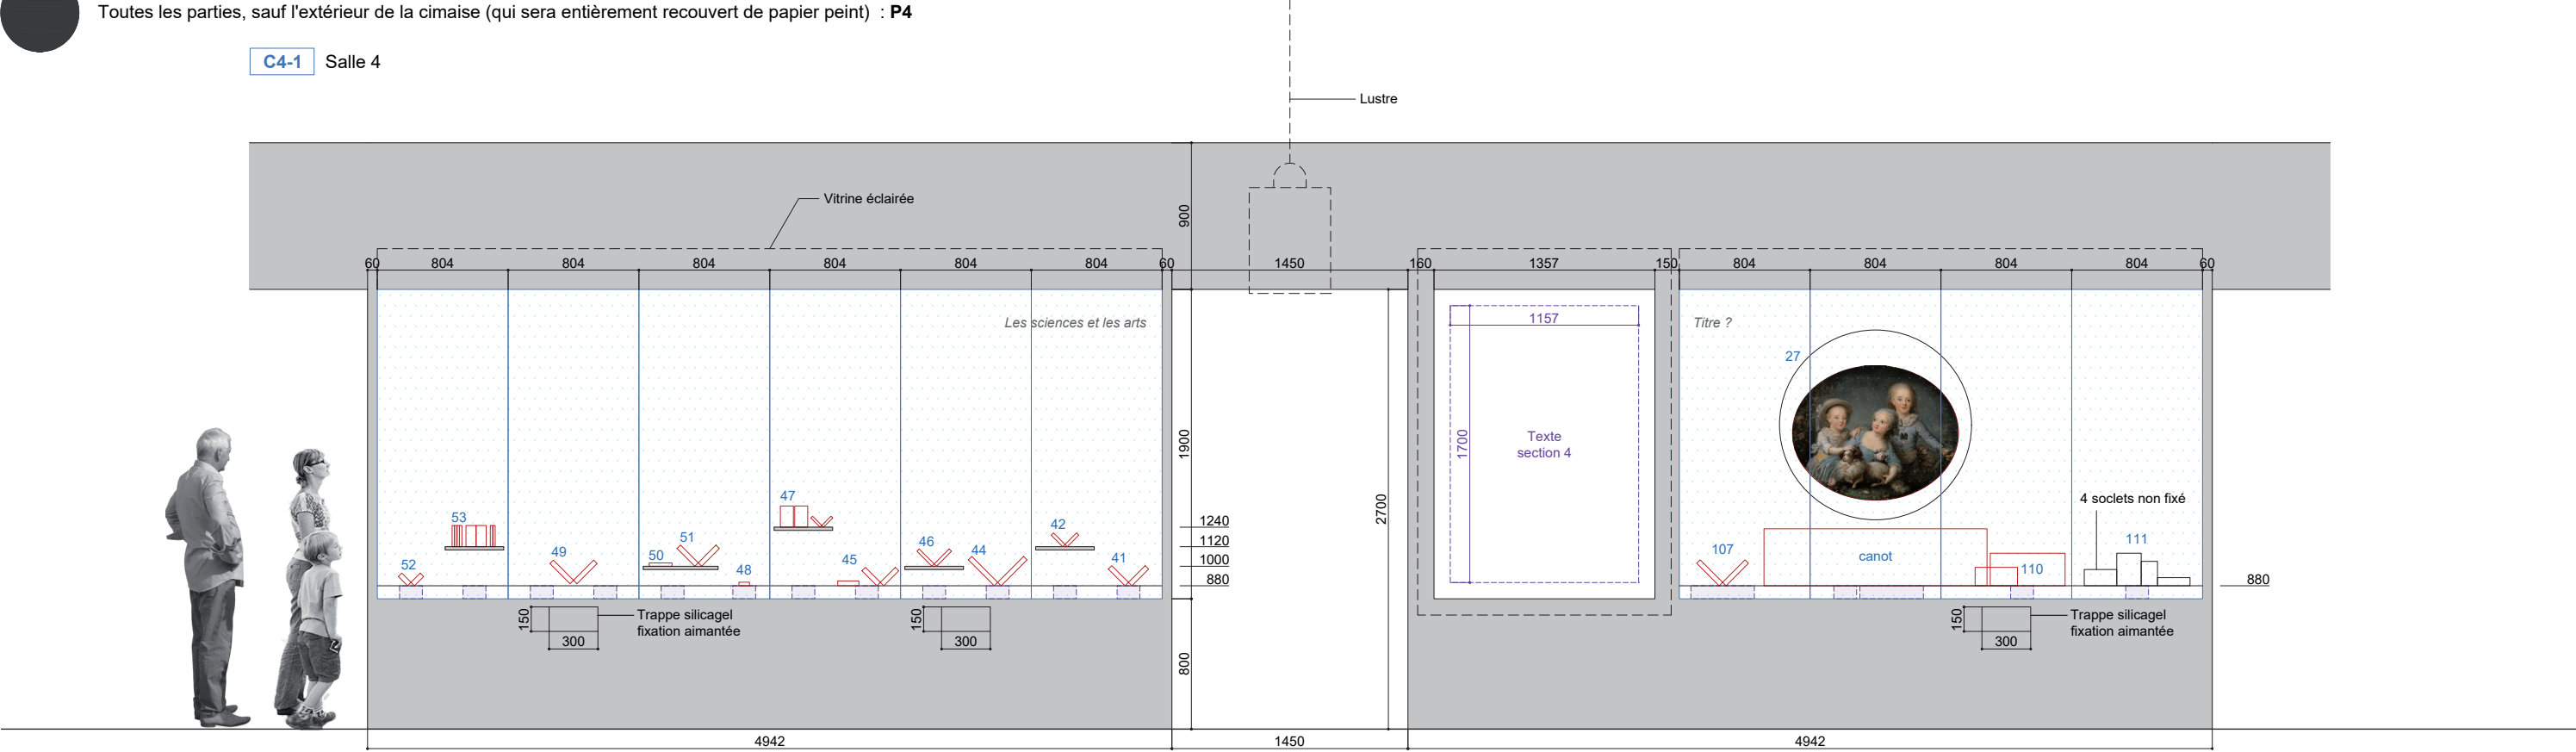 Toutes les parties, sauf l'extérieur de la cimaise (qui sera entièrement recouvert de papier peint)  : P4
C4-1 Salle 4
Lustre
Vitrine éclairée
900
60 804 804 804 804 804 804 60 1450 160 1357 150 804 804 804 804 60
Les sciences et les arts
1157
Titre ?
27
1900
1700
Texte
section 4
2700
47
4 soclets non fixé
53
1240
42
1120
51
111
49
50
46
44
107
canot
52
48
45
41
1000
110
880
880
150
300
Trappe silicagel
fixation aimantée
150
300
150
300
Trappe silicagel
fixation aimantée
800
4942 1450 4942